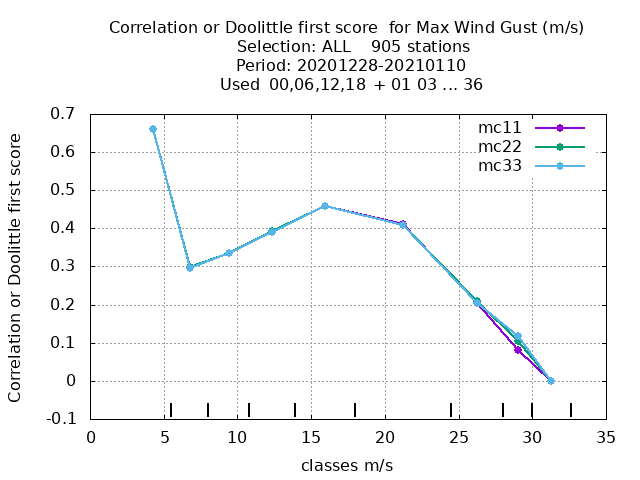 Correlation or Doolittle first score  for Max Wind Gust (m/s)
Selection: ALL    905 stations
Period: 20201228-20210110
Used  00,06,12,18  + 01 03 ... 36
mc11
mc22
mc33
Correlation or Doolittle first score
0.7
0.6
0.5
0.4
0.3
0.2
0.1
0
-0.1
0 5 10 15 20 25 30 35
classes m/s